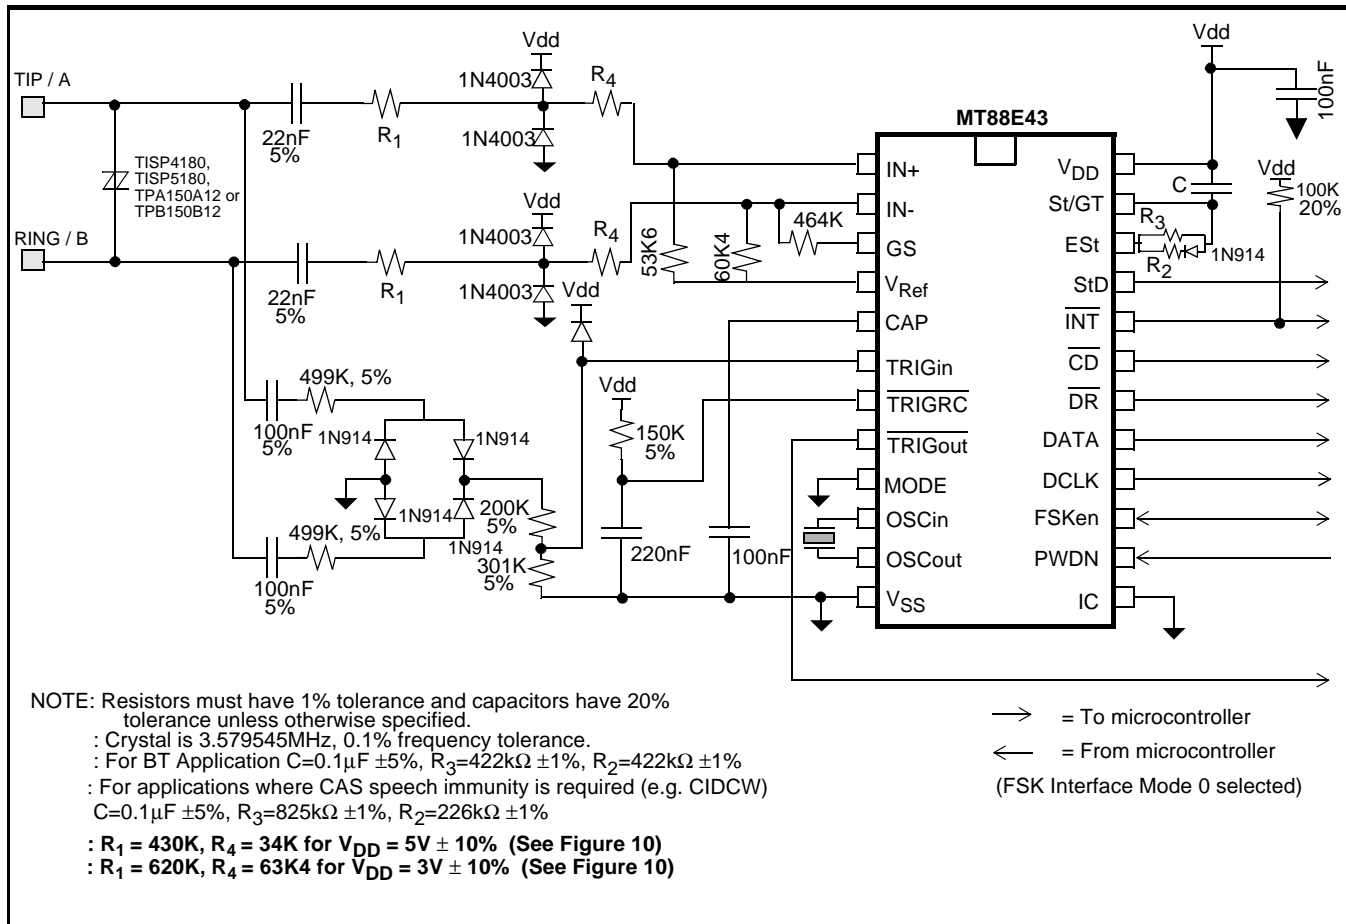 Vdd
TIP / A
1N4003
R4
22nF
5%
R1
1N4003
TISP4180,
TISP5180,
TPA150A12 or
TPB150B12
RING / B
Vdd
1N4003
R4
22nF
5%
R1
1N4003
Vdd
53K6
60K4
464K
MT88E43
IN+
IN-
GS
VRef
CAP
TRIGin
TRIGRC
TRIGout
MODE
OSCin
OSCout
VSS
VDD
St/GT
ESt
StD
INT
CD
DR
DATA
DCLK
FSKen
PWDN
IC
Vdd
100nF
C
Vdd
100K
20%
R3
R2
1N914
499K, 5%
100nF
5%
1N914
1N914
1N914
1N914
499K, 5%
100nF
5%
200K
5%
301K
5%
Vdd
150K
5%
220nF
100nF
NOTE: Resistors must have 1% tolerance and capacitors have 20%
tolerance unless otherwise specified.
: Crystal is 3.579545MHz, 0.1% frequency tolerance.
: For BT Application C=0.1µF ±5%, R3=422kΩ ±1%, R2=422kΩ ±1%
: For applications where CAS speech immunity is required (e.g. CIDCW)
C=0.1µF ±5%, R3=825kΩ ±1%, R2=226kΩ ±1%
: R1 = 430K, R4 = 34K for VDD = 5V ± 10% (See Figure 10)
: R1 = 620K, R4 = 63K4 for VDD = 3V ± 10% (See Figure 10)
= To microcontroller
= From microcontroller
(FSK Interface Mode 0 selected)